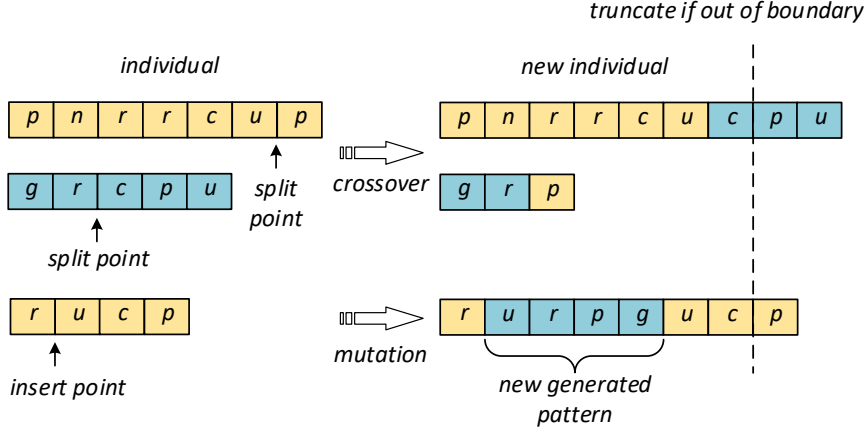 truncate if out of boundary
individual
new individual
p n r r c u p
p n r r c u c p u
g r c p u
split
point
crossover
g r p
split point
r u c p
r u r p g u c p
insert point
mutation
new generated
pattern